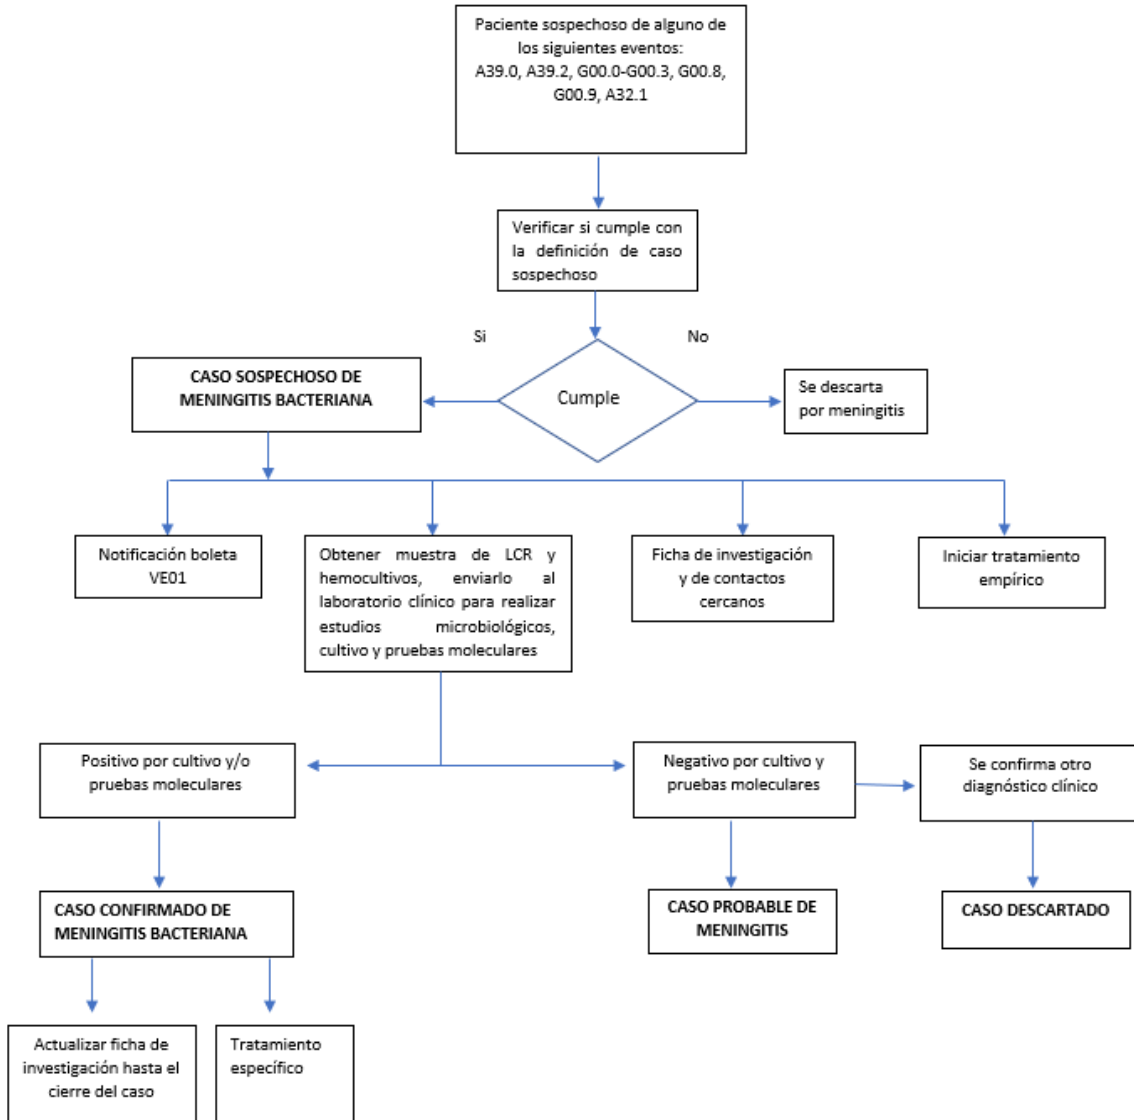 Paciente sospechoso de alguno de
los siguientes eventos:
A39.0, A39.2, G00.0-G00.3, G00.8,
G00.9, A32.1
Verificar si cumple con
la definición de caso
sospechoso
Si
No
CASO SOSPECHOSO DE
MENINGITIS BACTERIANA
Cumple
Se descarta
por meningitis
Notificación boleta
VE01
Obtener muestra de LCR y
hemocultivos, enviarlo al
laboratorio clínico para realizar
estudios microbiológicos,
cultivo y pruebas moleculares
Ficha de investigación
y de contactos
cercanos
Iniciar tratamiento
empírico
Positivo por cultivo y/o
pruebas moleculares
Negativo por cultivo y
pruebas moleculares
Se confirma otro
diagnóstico clínico
CASO CONFIRMADO DE
MENINGITIS BACTERIANA
CASO PROBABLE DE
MENINGITIS
CASO DESCARTADO
Actualizar ficha de
investigación hasta el
cierre del caso
Tratamiento
específico